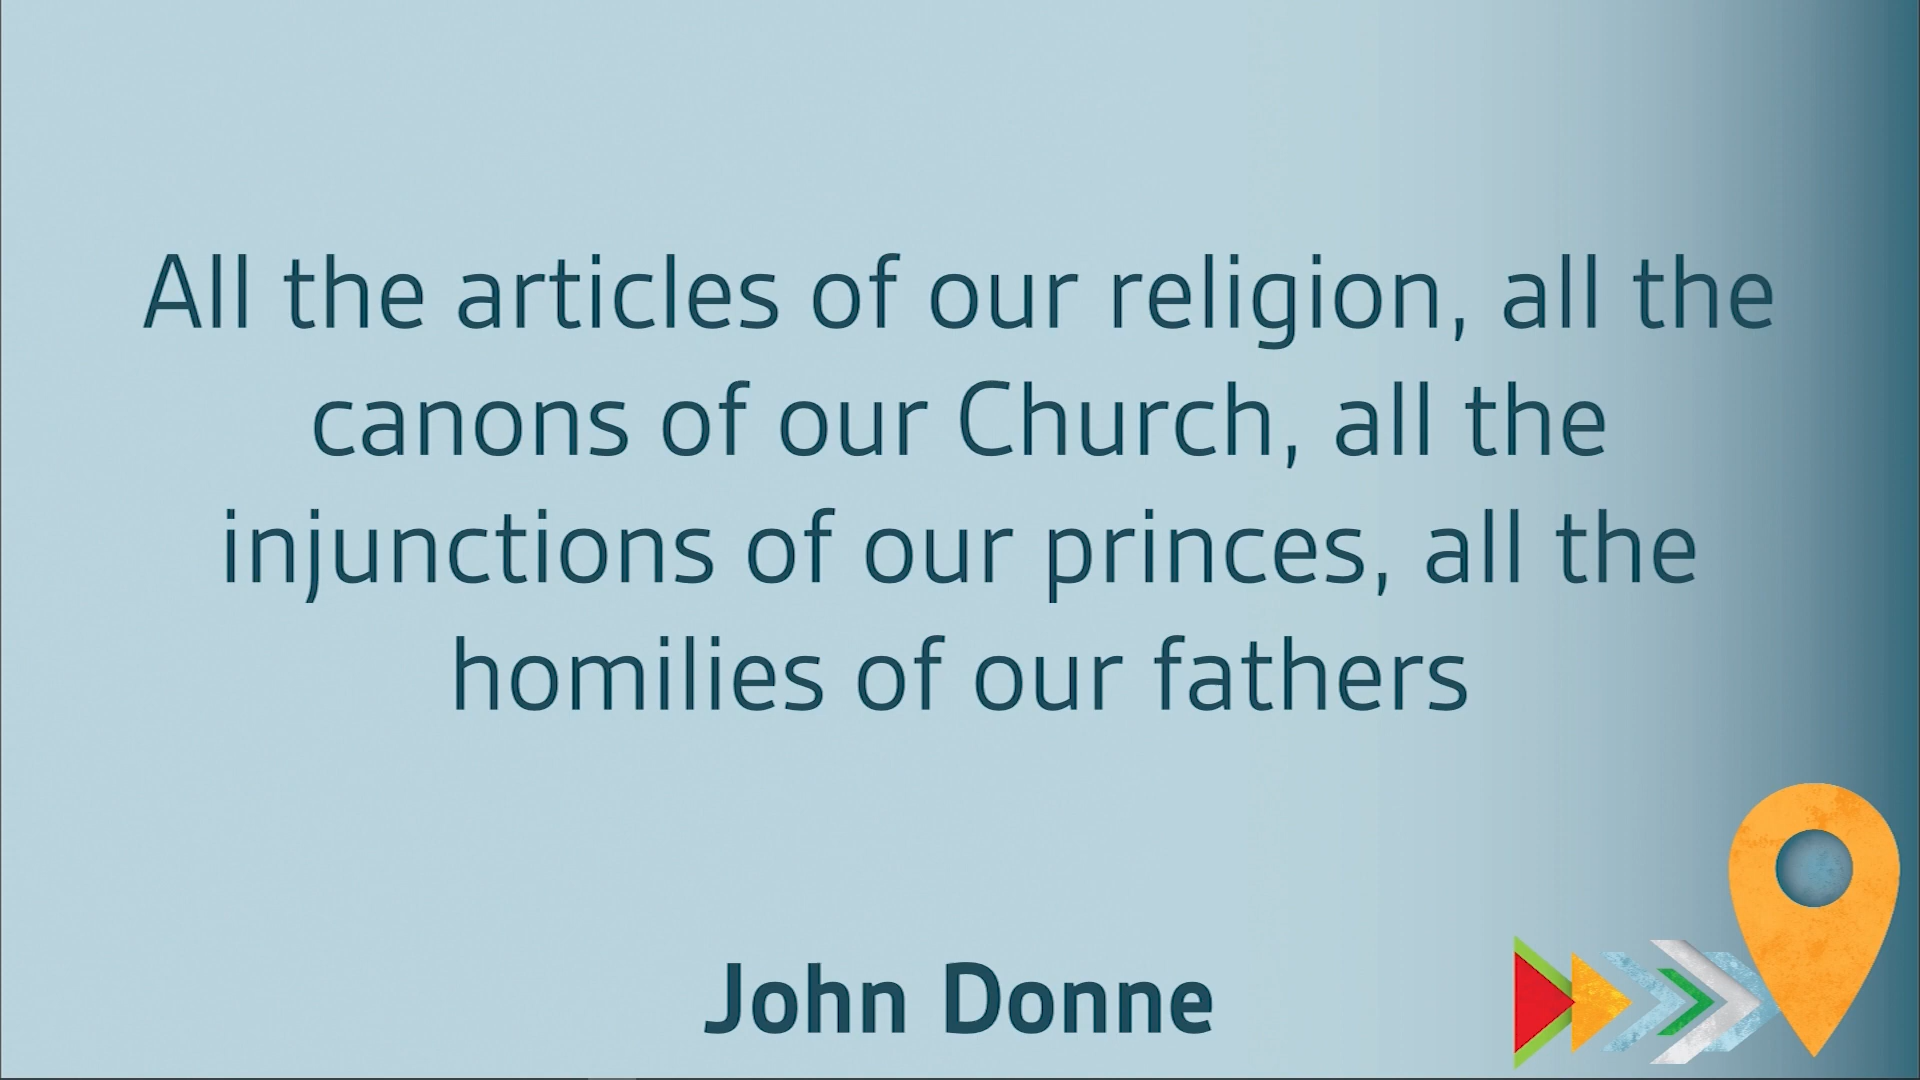 All the articles of our religion, all the
canons of our Church, all the
injunctions of our princes, all the
homilies of our fathers
John Donne